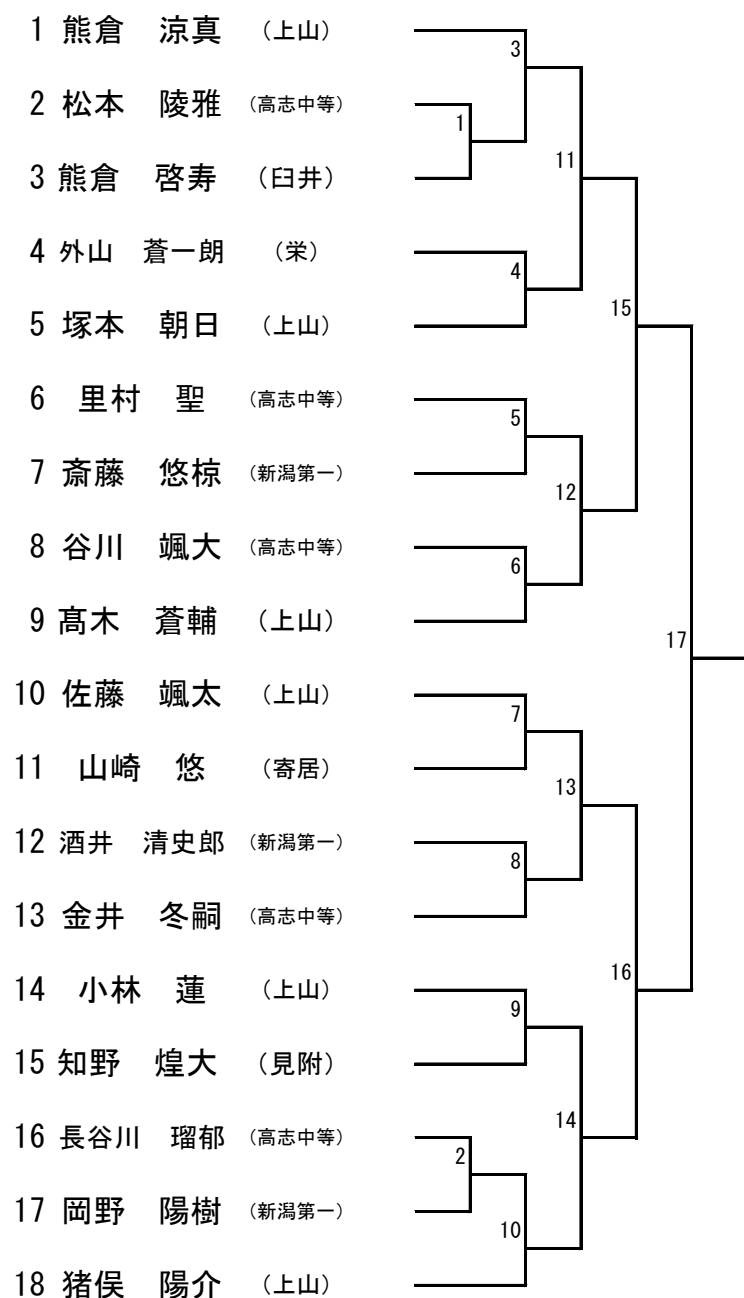 1 熊倉　涼真 （上山）
3
2 松本　陵雅 （高志中等）
1
11
3 熊倉　啓寿 （臼井）
4 外山　蒼一朗 （栄）
4
15
5 塚本　朝日 （上山）
6 里村　聖 （高志中等）
5
7 斎藤　悠椋 （新潟第一）
12
8 谷川　颯大 （高志中等）
6
9 髙木　蒼輔 （上山）
17
10 佐藤　颯太 （上山）
7
11 山崎　悠 （寄居）
13
12 酒井　清史郎 （新潟第一）
8
13 金井　冬嗣 （高志中等）
16
14 小林　蓮 （上山）
9
15 知野　煌大 （見附）
14
16 長谷川　瑠郁 （高志中等）
2
17 岡野　陽樹 （新潟第一）
10
18 猪俣　陽介 （上山）